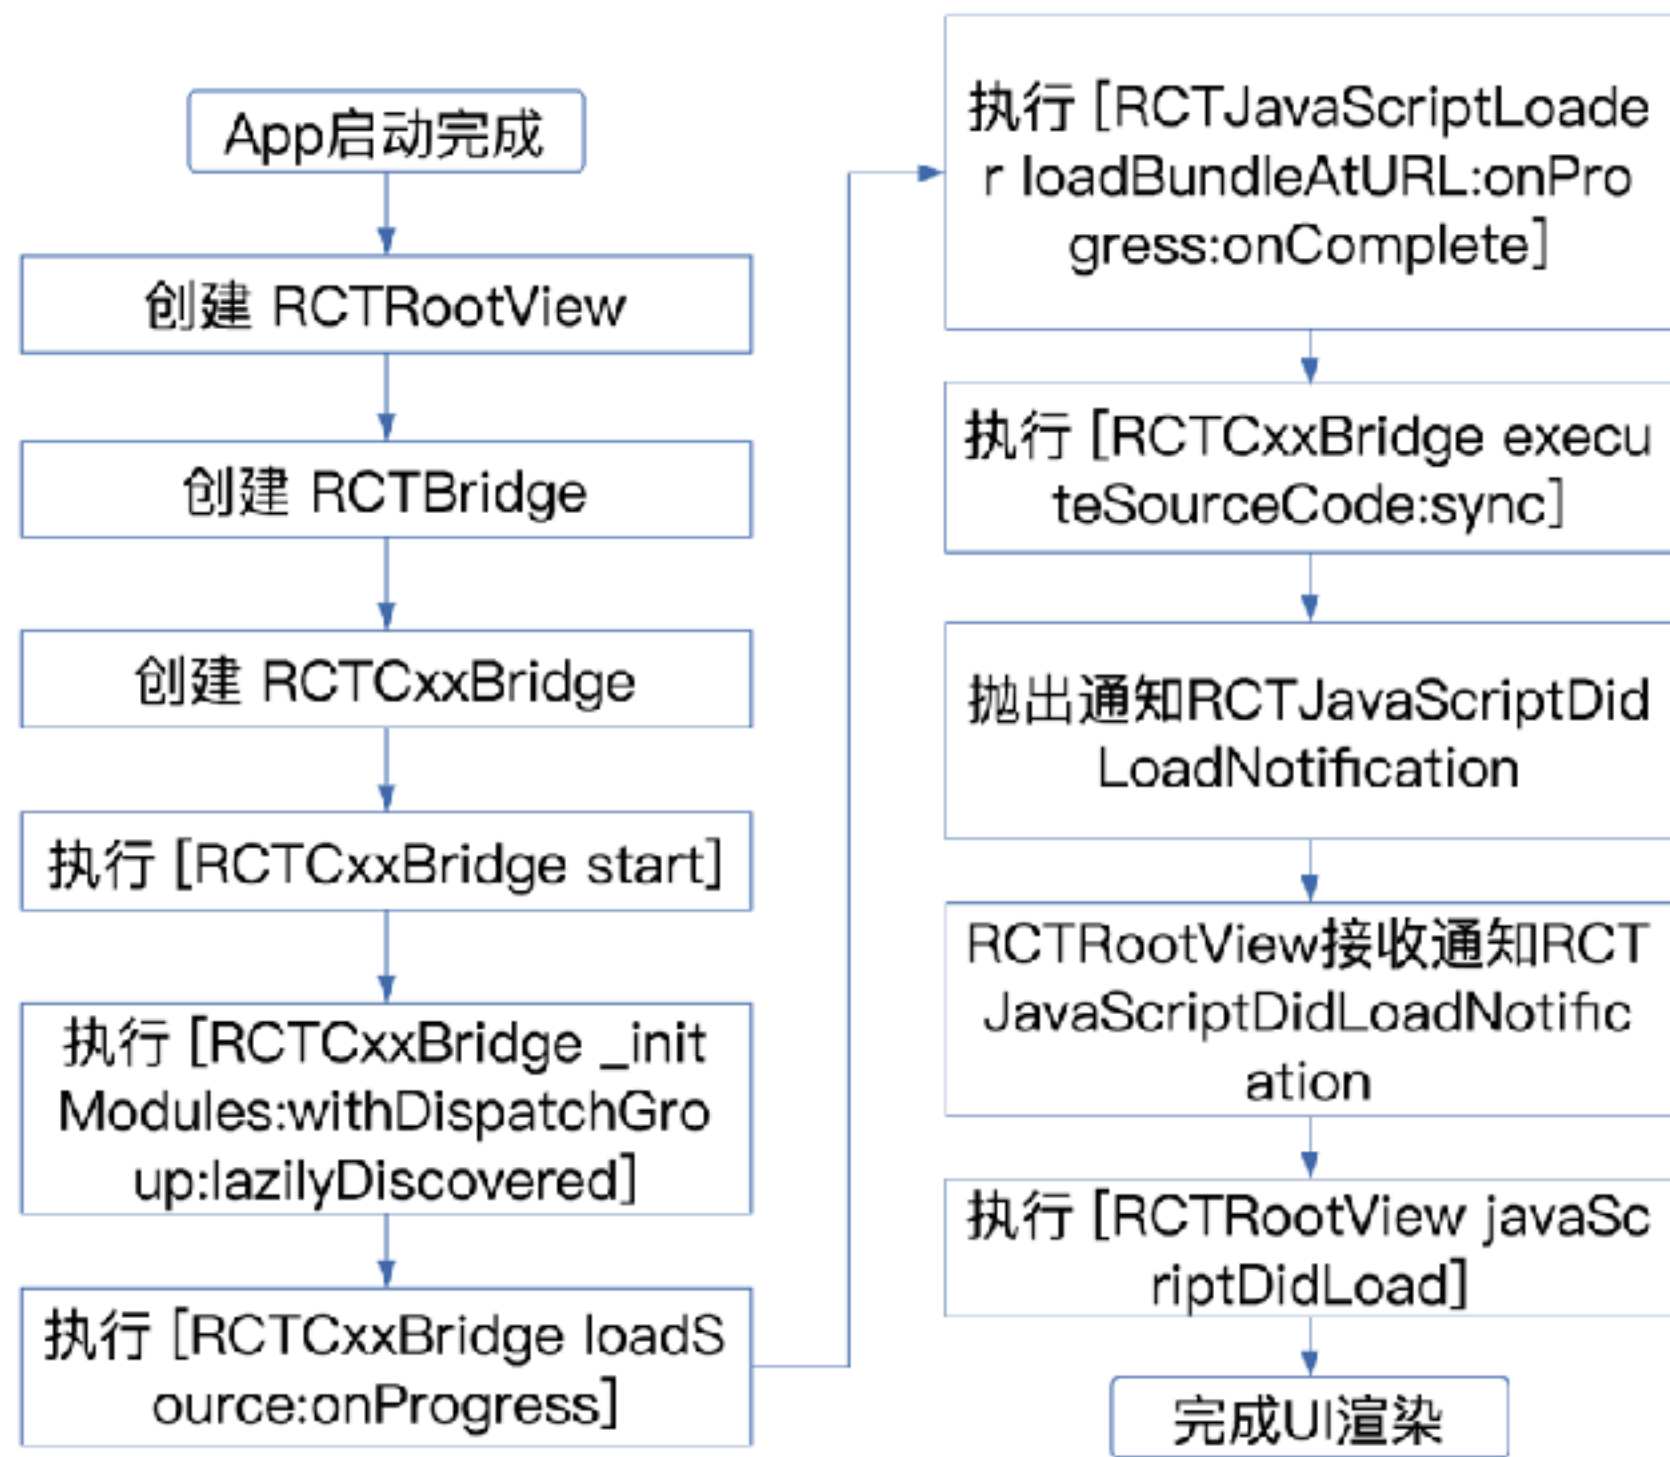 App启动完成
创建 RCTRootView
创建 RCTBridge
创建 RCTCxxBridge
执行 [RCTCxxBridge start]
执行 [RCTCxxBridge _init
Modules:withDispatchGro
up:lazilyDiscovered]
执行 [RCTCxxBridge loadS
ource:onProgress]
执行 [RCTJavaScriptLoade
r loadBundleAtURL:onPro
gress:onComplete]
执行 [RCTCxxBridge execu
teSourceCode:sync]
抛出通知RCTJavaScriptDid
LoadNotification
RCTRootView接收通知RCT
JavaScriptDidLoadNotific
ation
执行 [RCTRootView javaSc
riptDidLoad]
完成UI渲染